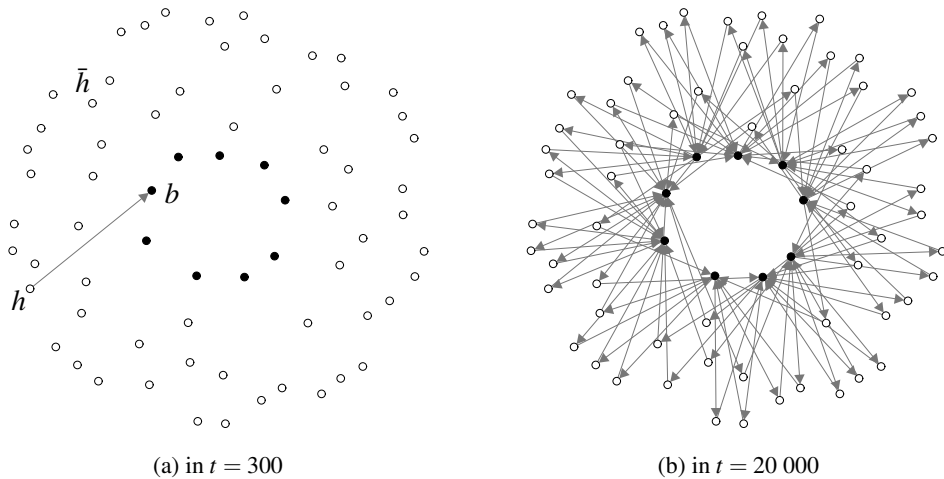 h̄
b
h
(a) in t = 300
(b) in t = 20 000